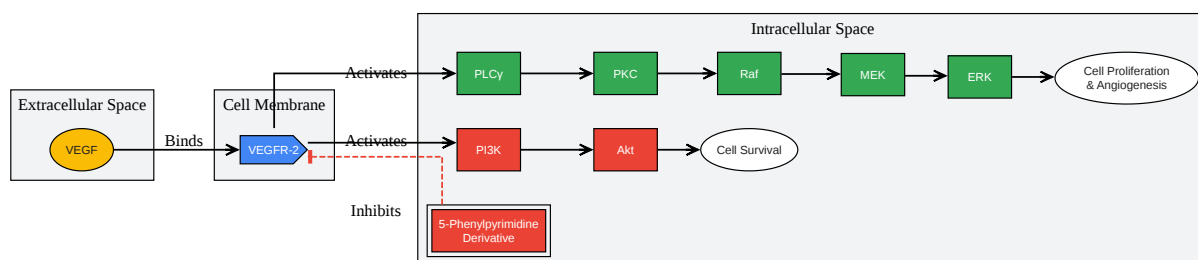 Intracellular Space
Activates
PLCγ
PKC
Raf
MEK
ERK
Cell Proliferation
& Angiogenesis
Extracellular Space
Cell Membrane
VEGF
Binds
VEGFR-2
Activates
PI3K
Akt
Cell Survival
Inhibits
5-Phenylpyrimidine
Derivative